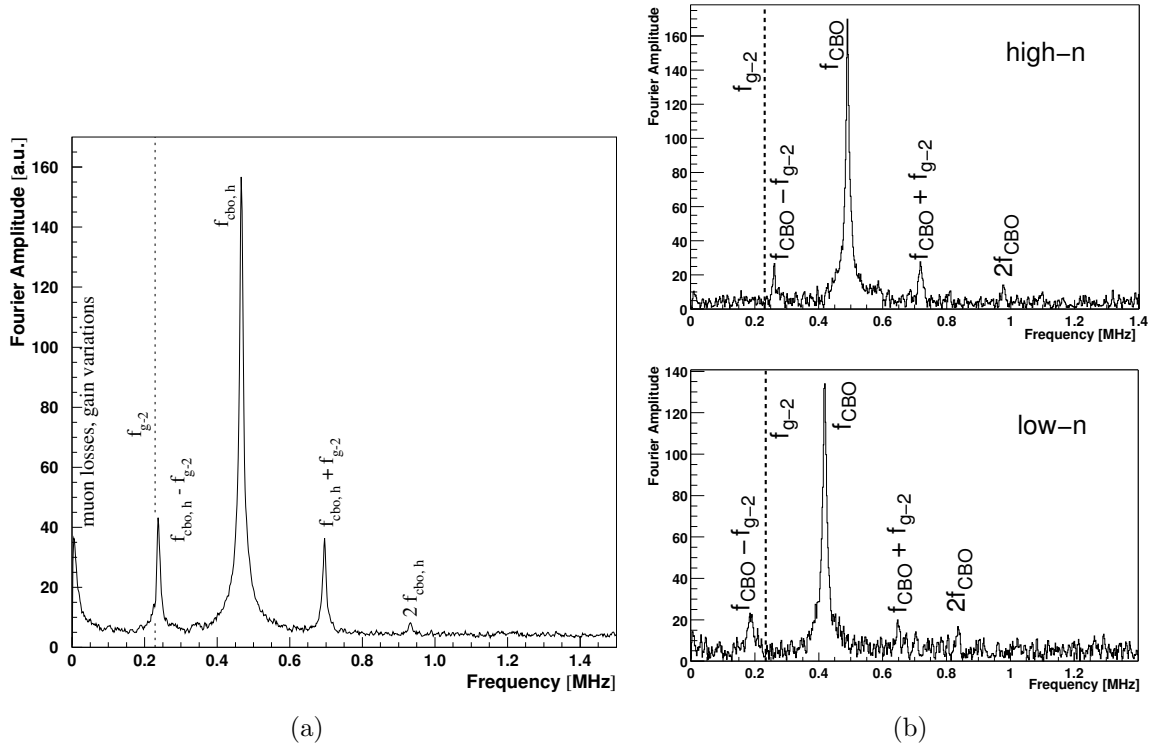 Fourier Amplitude [a.u.]
160
140
120
100
80
60
40
20
0
muon losses, gain variations
f_g-2
f_cbo, h - f_g-2
f_cbo, h
f_cbo, h + f_g-2
2 f_cbo, h
0 0.2 0.4 0.6 0.8 1.0 1.2 1.4
Frequency [MHz]
(a)
Fourier Amplitude
160
140
120
100
80
60
40
20
0
high-n
f_g-2
f_CBO - f_g-2
f_CBO
f_CBO + f_g-2
2f_CBO
0 0.2 0.4 0.6 0.8 1 1.2 1.4
Frequency [MHz]
Fourier Amplitude
140
120
100
80
60
40
20
0
low-n
f_CBO - f_g-2
f_g-2
f_CBO
f_CBO + f_g-2
2f_CBO
0 0.2 0.4 0.6 0.8 1 1.2
Frequency [MHz]
(b)